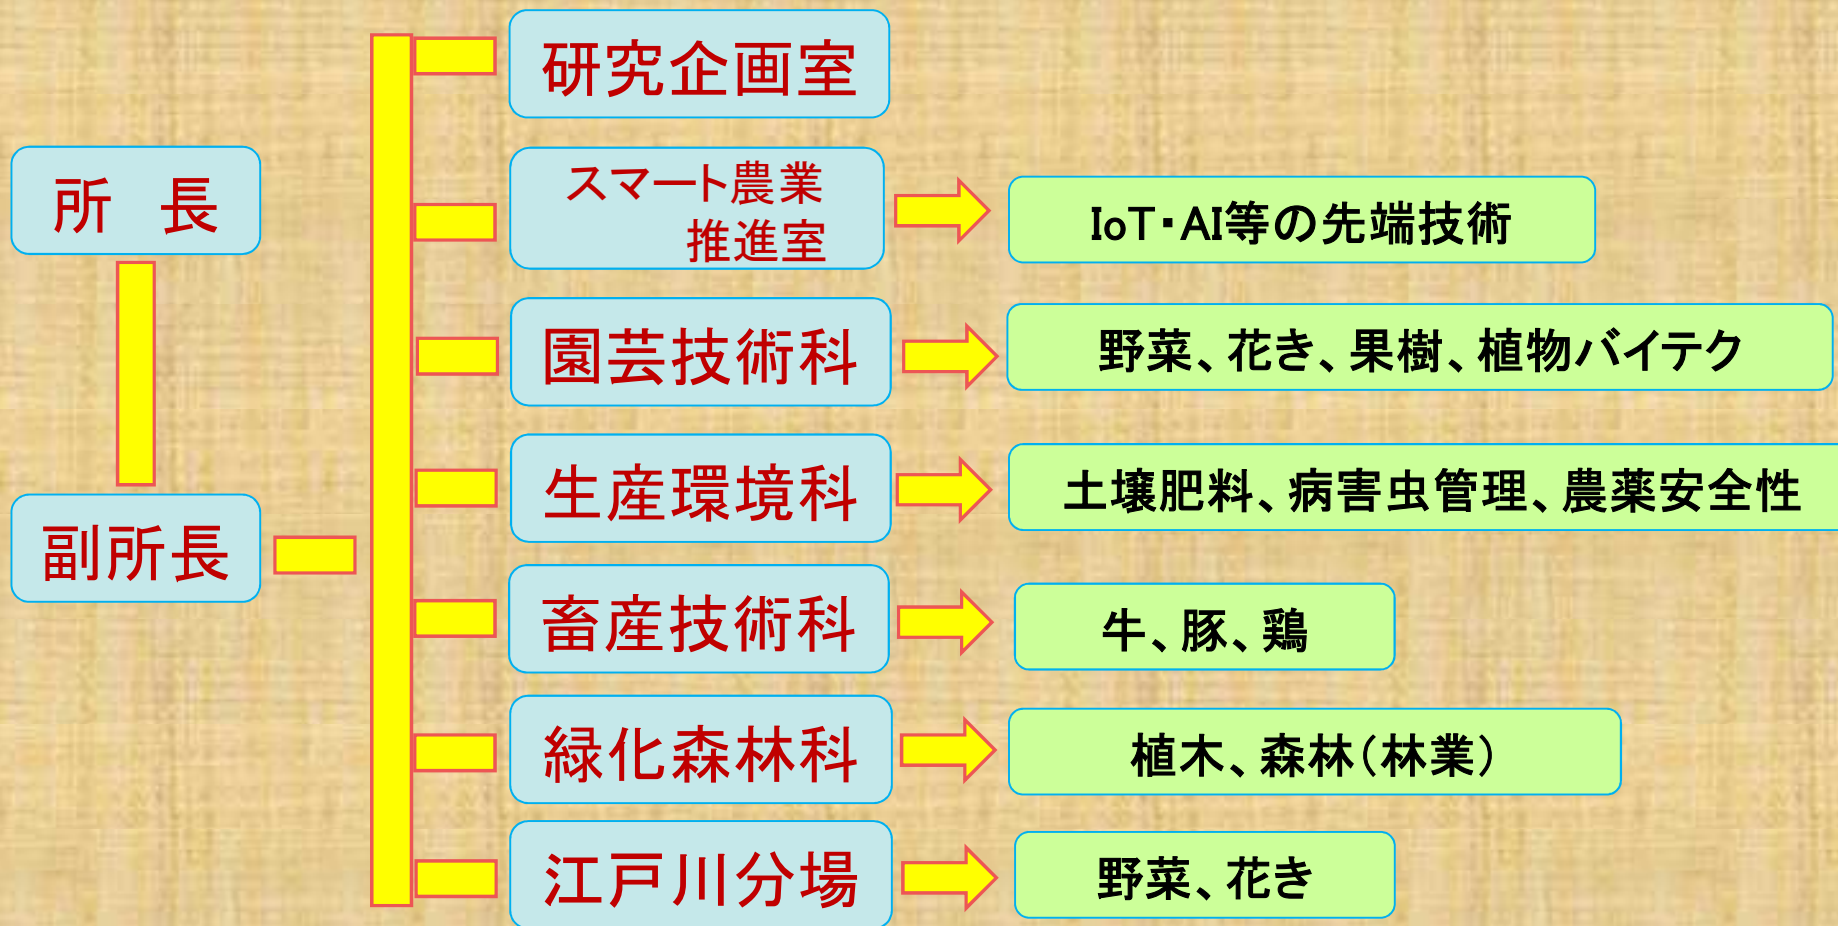 所　長
副所長
研究企画室
スマート農業
推進室
IoT・AI等の先端技術
園芸技術科
野菜、花き、果樹、植物バイテク
生産環境科
土壌肥料、病害虫管理、農薬安全性
畜産技術科
牛、豚、鶏
緑化森林科
植木、森林（林業）
江戸川分場
野菜、花き